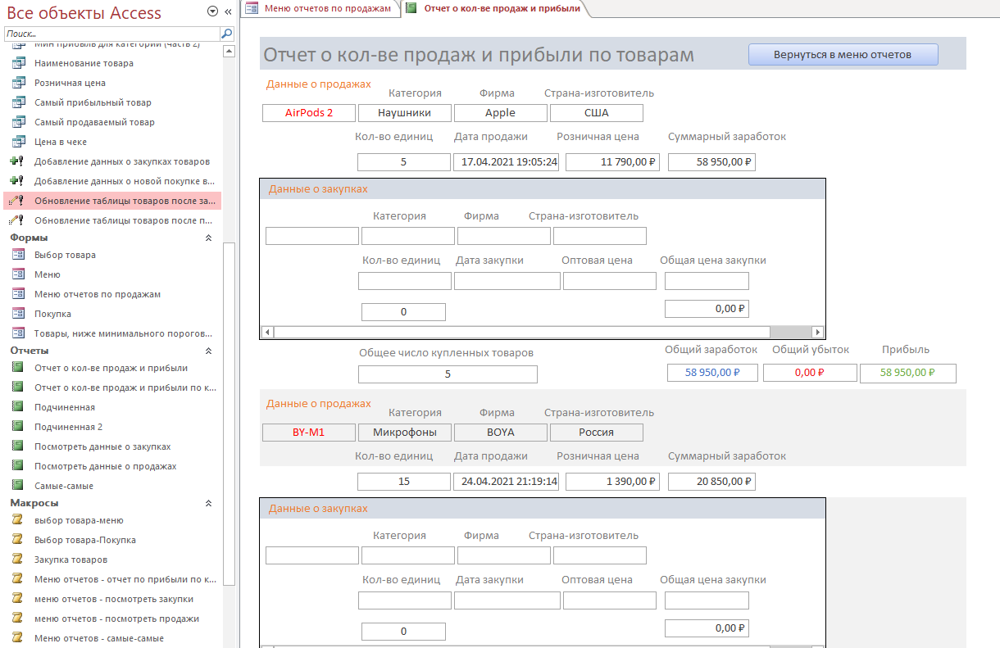 Все объекты Access
Поиск...
Мин прибыль для категории (часть 2)
Наименование товара
Розничная цена
Самый прибыльный товар
Самый продаваемый товар
Цена в чеке
Добавление данных о закупках товаров
Добавление данных о новой покупке в...
Обновление таблицы товаров после за...
Обновление таблицы товаров после п...
Формы
Выбор товара
Меню
Меню отчетов по продажам
Покупка
Товары, ниже минимального порогов...
Отчеты
Отчет о кол-ве продаж и прибыли
Отчет о кол-ве продаж и прибыли по к...
Подчиненная
Подчиненная 2
Посмотреть данные о закупках
Посмотреть данные о продажах
Самые-самые
Макросы
выбор товара-меню
Выбор товара-Покупка
Закупка товаров
Меню отчетов - отчет по прибыли по к...
меню отчетов - посмотреть закупки
меню отчетов - посмотреть продажи
Меню отчетов - самые-самые
Меню отчетов по продажам Отчет о кол-ве продаж и прибыли
Отчет о кол-ве продаж и прибыли по товарам Вернуться в меню отчетов
Данные о продажах
Категория Фирма Страна-изготовитель
AirPods 2 Наушники Apple США
Кол-во единиц Дата продажи Розничная цена Суммарный заработок
5 17.04.2021 19:05:24 11 790,00 ₽ 58 950,00 ₽
Данные о закупках
Категория Фирма Страна-изготовитель
Кол-во единиц Дата закупки Оптовая цена Общая цена закупки
0 0,00 ₽
Общее число купленных товаров Общий заработок Общий убыток Прибыль
5 58 950,00 ₽ 0,00 ₽ 58 950,00 ₽
Данные о продажах
Категория Фирма Страна-изготовитель
BY-M1 Микрофоны BOYA Россия
Кол-во единиц Дата продажи Розничная цена Суммарный заработок
15 24.04.2021 21:19:14 1 390,00 ₽ 20 850,00 ₽
Данные о закупках
Категория Фирма Страна-изготовитель
Кол-во единиц Дата закупки Оптовая цена Общая цена закупки
0 0,00 ₽